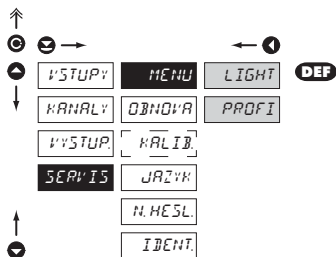 C
DEF
VSTUPY MENU LIGHT
KANALY OBNOVA PROFI
VYSTUP. KALIB.
SERVIS JAZYK
N. HESL.
IDENT.